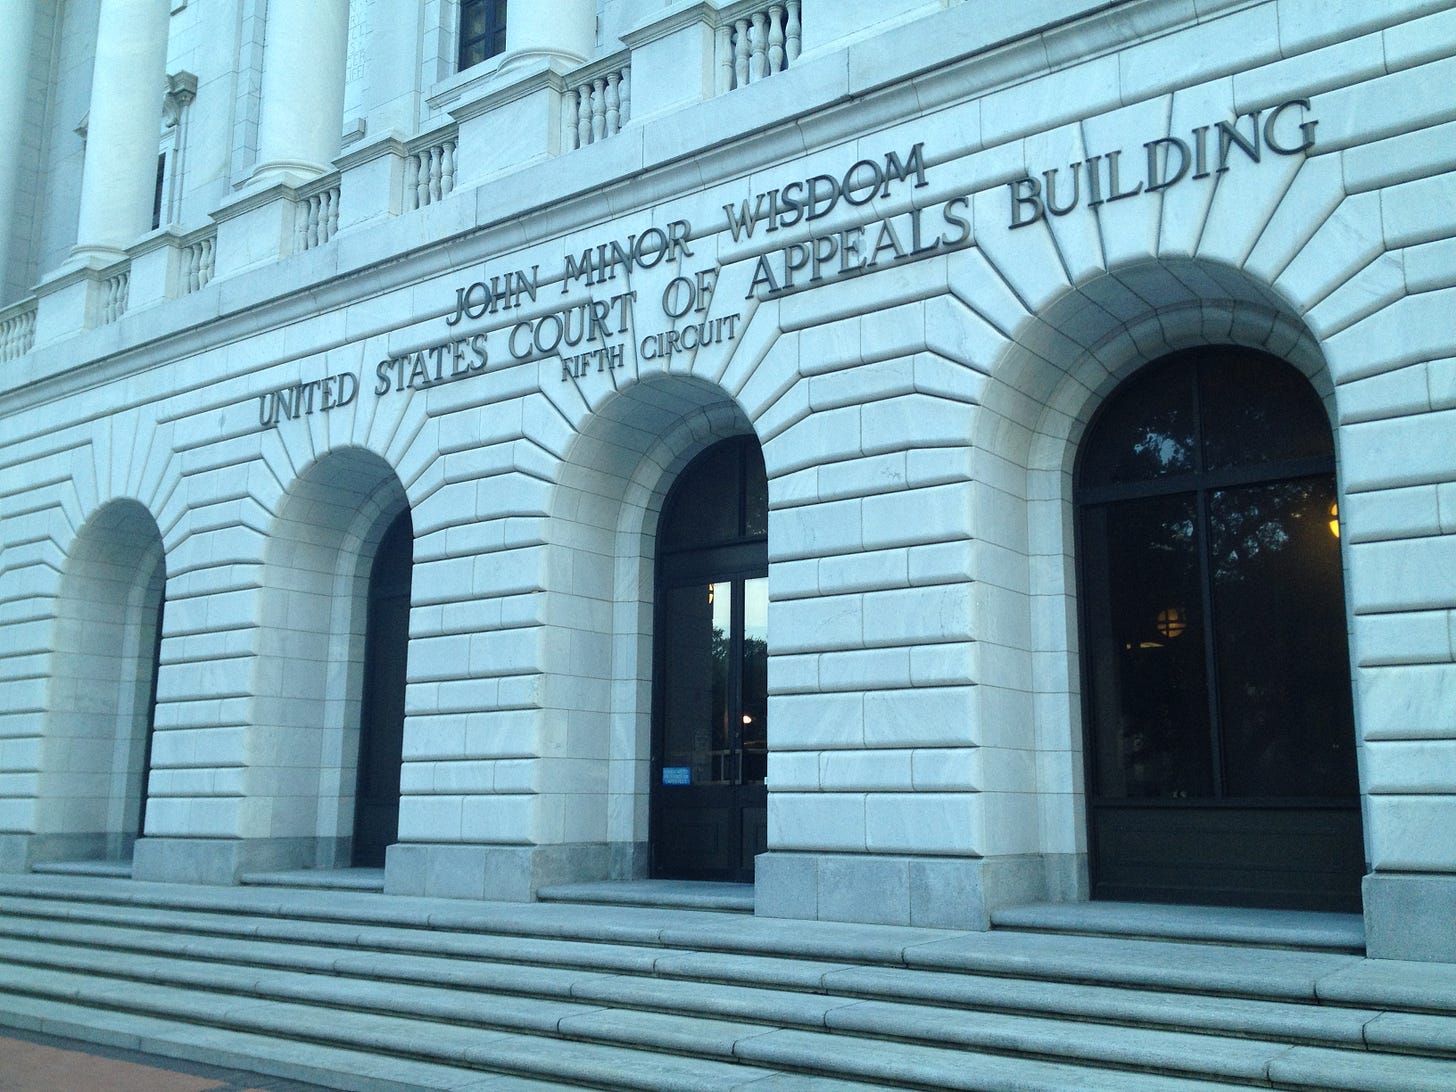 JOHN MINOR WISDOM
UNITED STATES COURT OF APPEALS BUILDING
FIFTH CIRCUIT